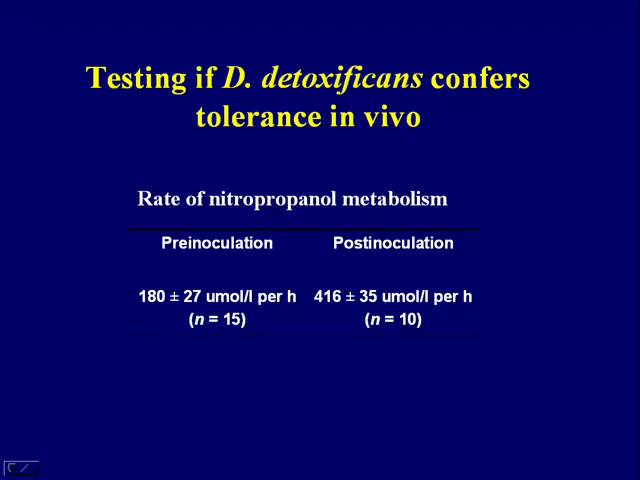 Testing if D. detoxificans confers
tolerance in vivo
Rate of nitropropanol metabolism
Preinoculation Postinoculation
180 ± 27 umol/l per h 416 ± 35 umol/l per h
(n = 15) (n = 10)